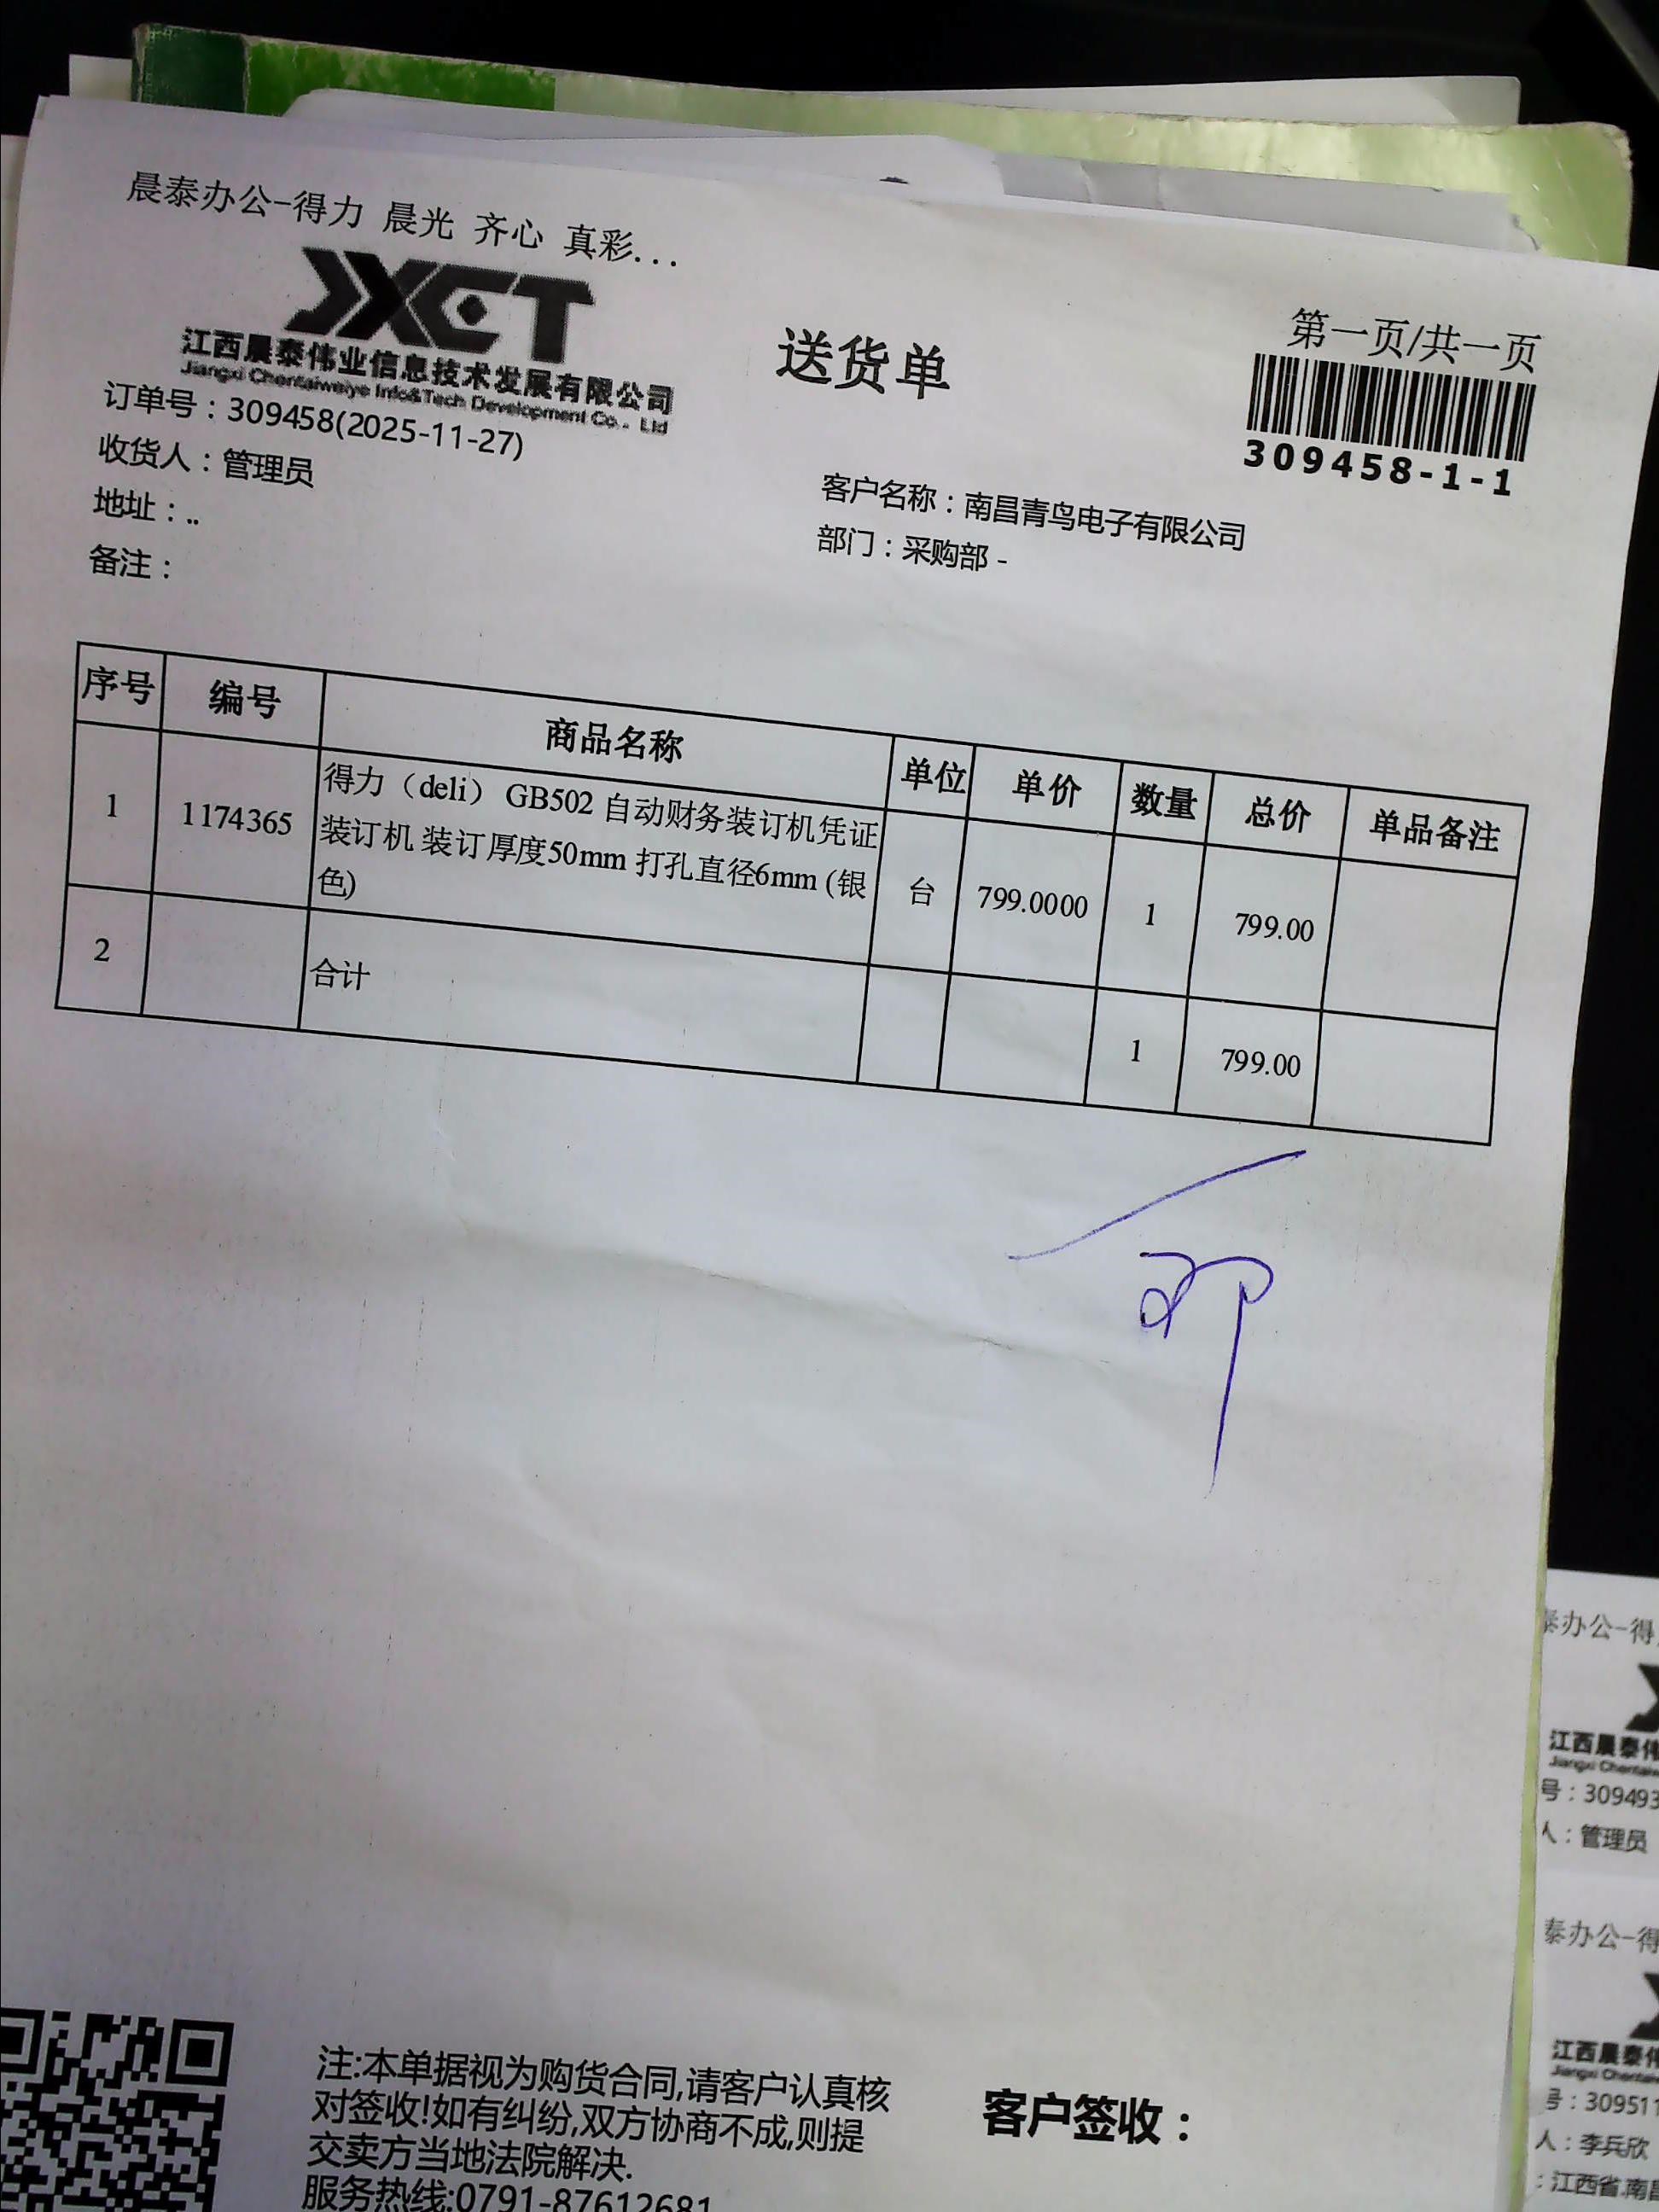 晨泰办公-得力 晨光 齐心 真彩...
JXCT
江西晨泰伟业信息技术发展有限公司
Jiangxi Chentaiweiye Info&Tech Development Co., Ltd
送货单
第一页/共一页
309458-1-1
订单号：309458(2025-11-27)
收货人：管理员
地址：..
备注：
客户名称：南昌青鸟电子有限公司
部门：采购部 -
序号 编号 商品名称 单位 单价 数量 总价 单品备注
1 1174365 得力（deli） GB502 自动财务装订机凭证
装订机 装订厚度50mm 打孔直径6mm (银
色) 台 799.0000 1 799.00
2 合计 1 799.00
注:本单据视为购货合同,请客户认真核
对签收!如有纠纷,双方协商不成,则提
交卖方当地法院解决.
服务热线:0791-87612681
客户签收：
泰办公-得
江西晨泰伟
Jiangxi Chentaiw
号：309493
人：管理员
泰办公-得
江西晨泰伟
Jiangxi Chentai
号：309511
人：李兵欣
：江西省.南昌